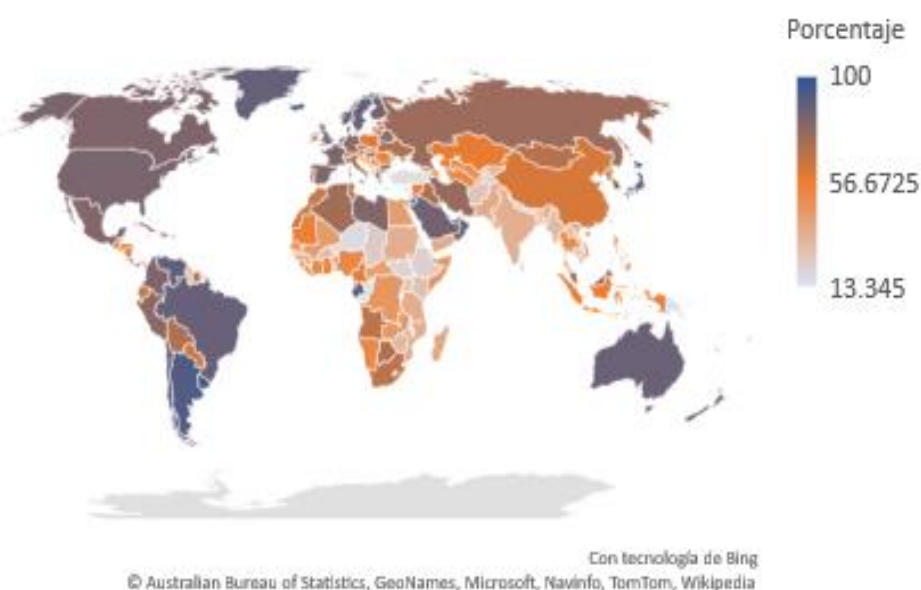 Porcentaje
100
56.6725
13.345
Con tecnología de Bing
© Australian Bureau of Statistics, GeoNames, Microsoft, Navinfo, TomTom, Wikipedia